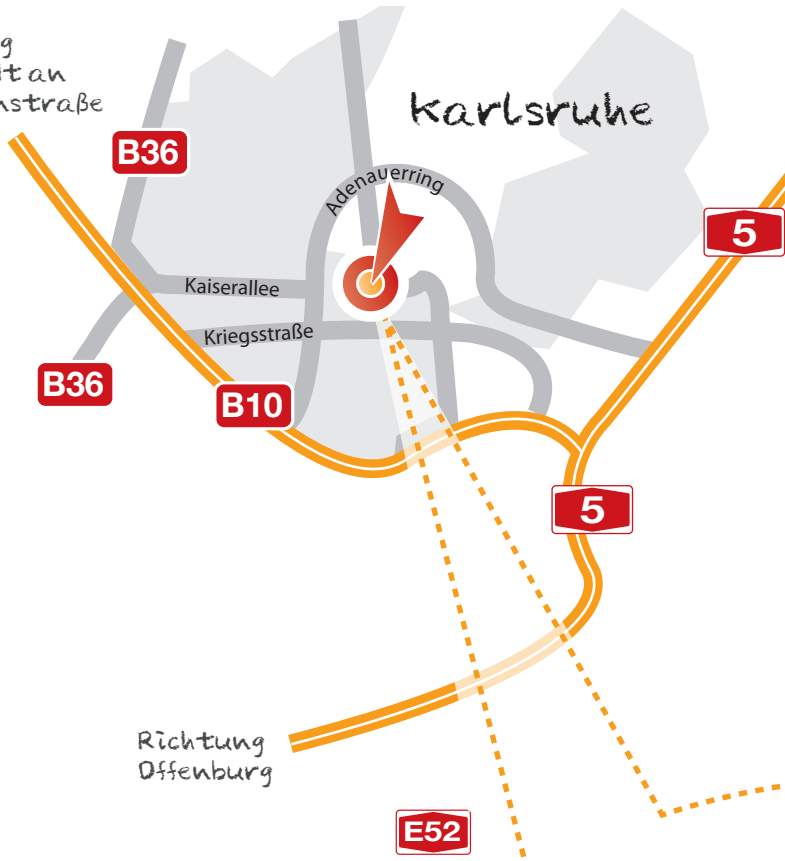 Karlsruhe
B36
Adenauerring
5
Kaiserallee
Kriegsstraße
B36
B10
5
Richtung
Offenburg
E52